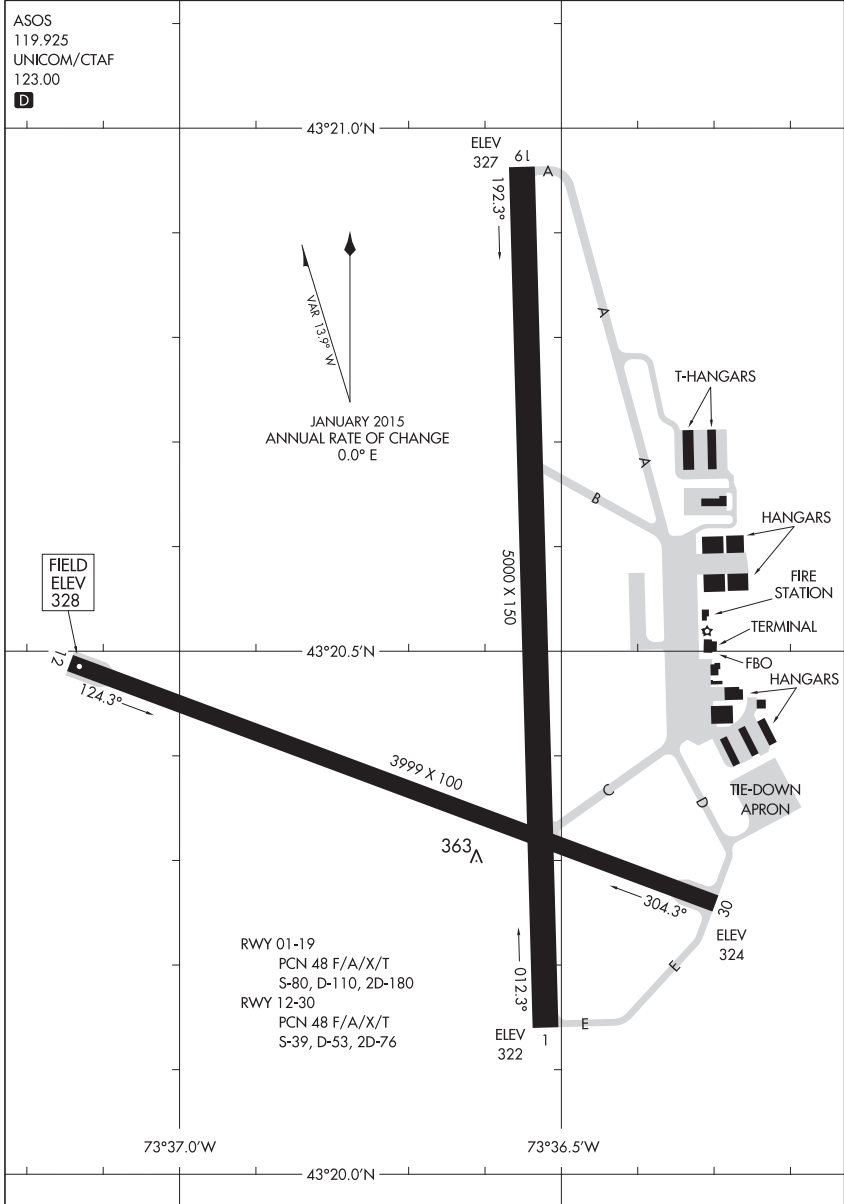 ASOS
119.925
UNICOM/CTAF
123.00
D
43°21.0'N
ELEV
327
19
A
192.3°
VAR 13.9° W
A
JANUARY 2015
ANNUAL RATE OF CHANGE
0.0° E
T-HANGARS
A
B
HANGARS
5000 X 150
FIELD
ELEV
328
FIRE
STATION
TERMINAL
12
43°20.5'N
FBO
HANGARS
124.3°
3999 X 100
C
D
TIE-DOWN
APRON
363
304.3°
30
ELEV
324
RWY 01-19
PCN 48 F/A/X/T
S-80, D-110, 2D-180
RWY 12-30
PCN 48 F/A/X/T
S-39, D-53, 2D-76
012.3°
E
E
ELEV
322
1
73°37.0'W
73°36.5'W
43°20.0'N